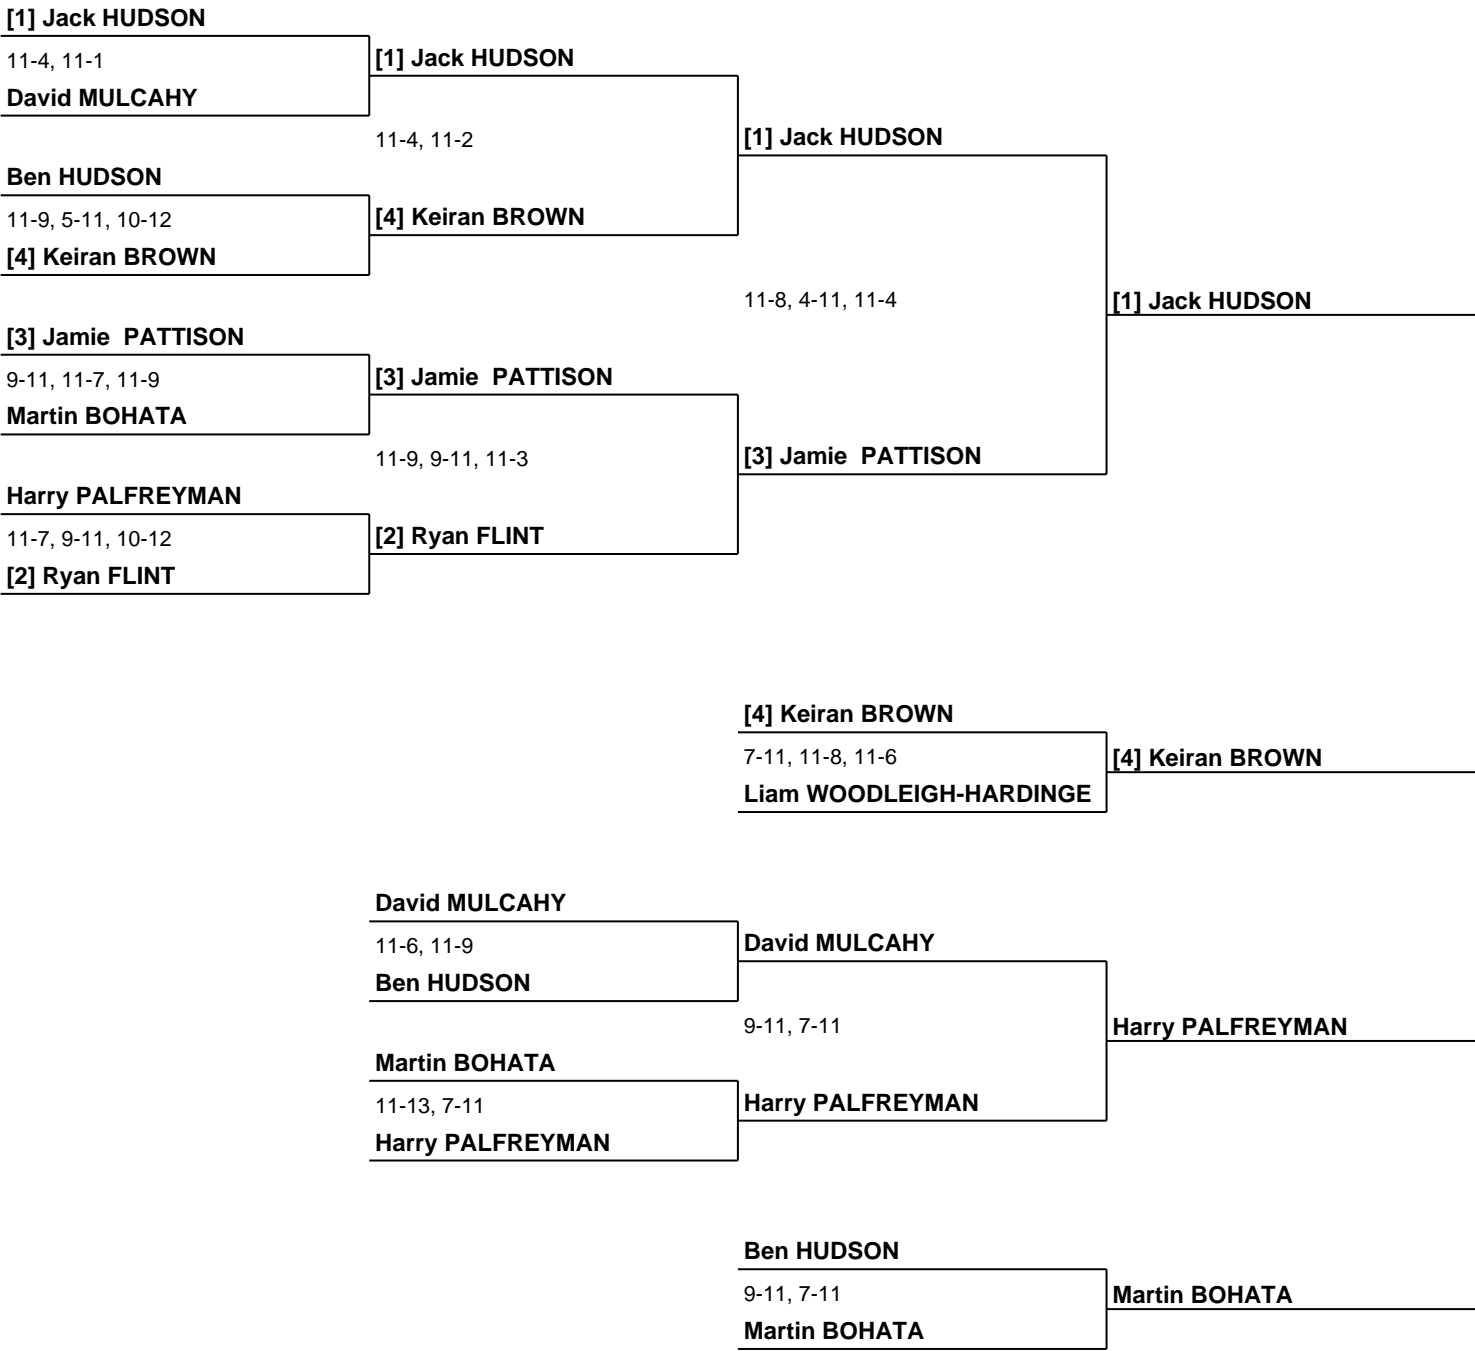 [1] Jack HUDSON
11-4, 11-1
David MULCAHY
[1] Jack HUDSON
11-4, 11-2
Ben HUDSON
11-9, 5-11, 10-12
[4] Keiran BROWN
[4] Keiran BROWN
[1] Jack HUDSON
11-8, 4-11, 11-4
[1] Jack HUDSON
[3] Jamie  PATTISON
9-11, 11-7, 11-9
Martin BOHATA
[3] Jamie  PATTISON
11-9, 9-11, 11-3
[3] Jamie  PATTISON
Harry PALFREYMAN
11-7, 9-11, 10-12
[2] Ryan FLINT
[2] Ryan FLINT
[4] Keiran BROWN
7-11, 11-8, 11-6
Liam WOODLEIGH-HARDINGE
[4] Keiran BROWN
David MULCAHY
11-6, 11-9
Ben HUDSON
David MULCAHY
9-11, 7-11
Harry PALFREYMAN
Martin BOHATA
11-13, 7-11
Harry PALFREYMAN
Harry PALFREYMAN
Ben HUDSON
9-11, 7-11
Martin BOHATA
Martin BOHATA